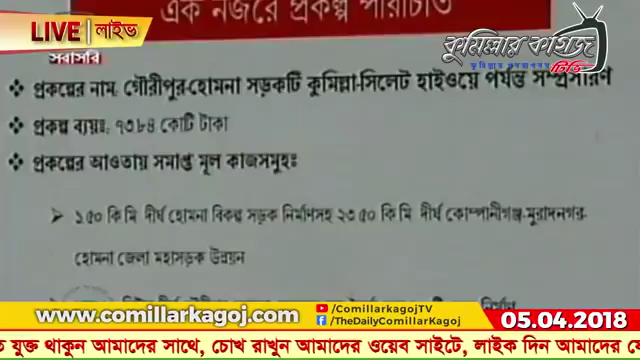 এক নজরে প্রকল্প পরিচিতি
LIVE লাইভ
সরাসরি
কুমিল্লার কাগজ
টিভি
❖ প্রকল্পের নাম: গৌরীপুর-হোমনা সড়কটি কুমিল্লা-সিলেট হাইওয়ে পর্যন্ত সম্প্রসারণ
❖ প্রকল্প ব্যয়ঃ ৭৩৮৪ কোটি টাকা
❖ প্রকল্পের আওতায় সমাপ্ত মূল কাজসমুহঃ
➢ ১৫০ কি মি দীর্ঘ হোমনা বিকল্প সড়ক নির্মাণসহ ২৩৫০ কি মি দীর্ঘ কোম্পানীগঞ্জ-মুরাদনগর-
হোমনা জেলা মহাসড়ক উন্নয়ন
নির্মাণ
www.comillarkagoj.com
/ComillarkagojTV
/TheDailyComillarKagoj
05.04.2018
যুক্ত থাকুন আমাদের সাথে, চোখ রাখুন আমাদের ওয়েব সাইটে, লাইক দিন আমাদের